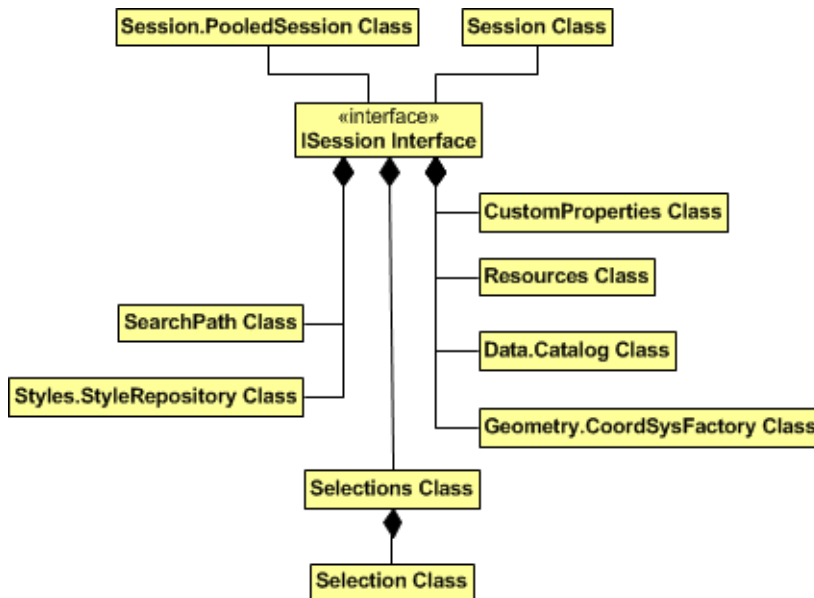 Session.PooledSession Class
Session Class
«interface»
ISession Interface
CustomProperties Class
Resources Class
SearchPath Class
Data.Catalog Class
Styles.StyleRepository Class
Geometry.CoordSysFactory Class
Selections Class
Selection Class